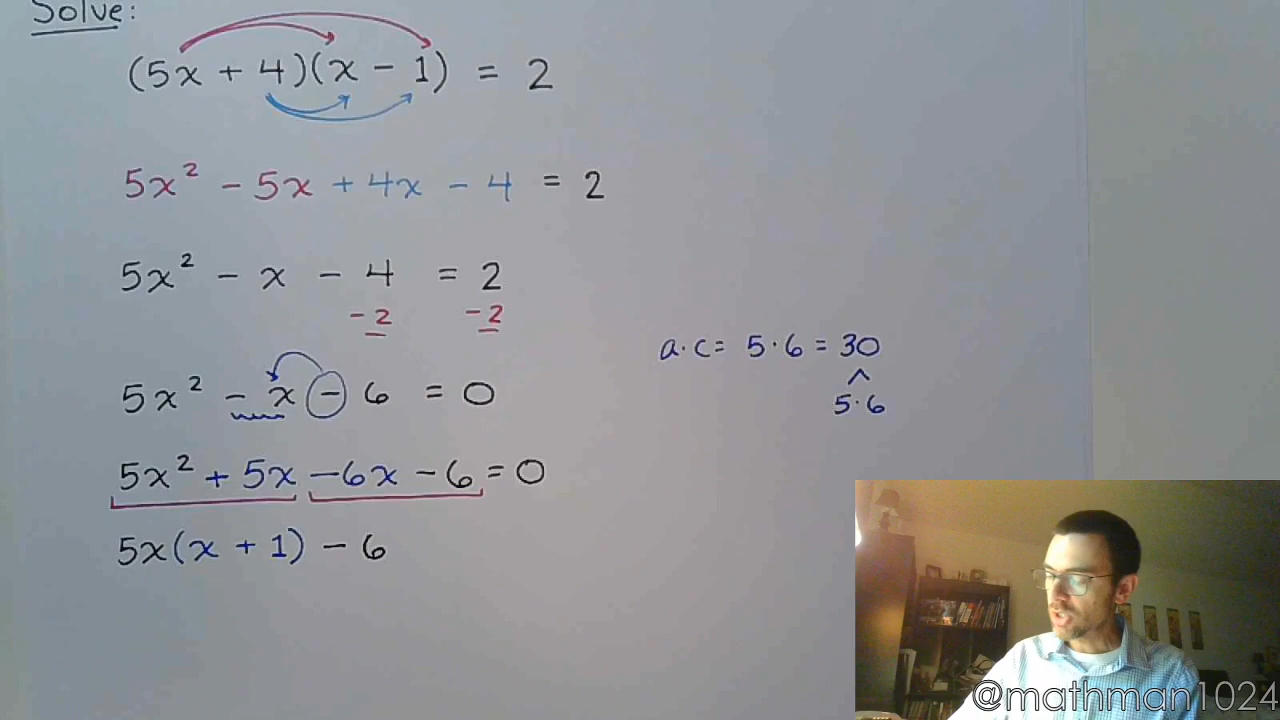 Solve:
(5x + 4)(x - 1) = 2
5x² - 5x + 4x - 4 = 2
5x² - x - 4 = 2
-2 -2
a·c = 5·6 = 30
5·6
5x² - x - 6 = 0
5x² + 5x - 6x - 6 = 0
5x(x + 1) - 6
@mathman1024